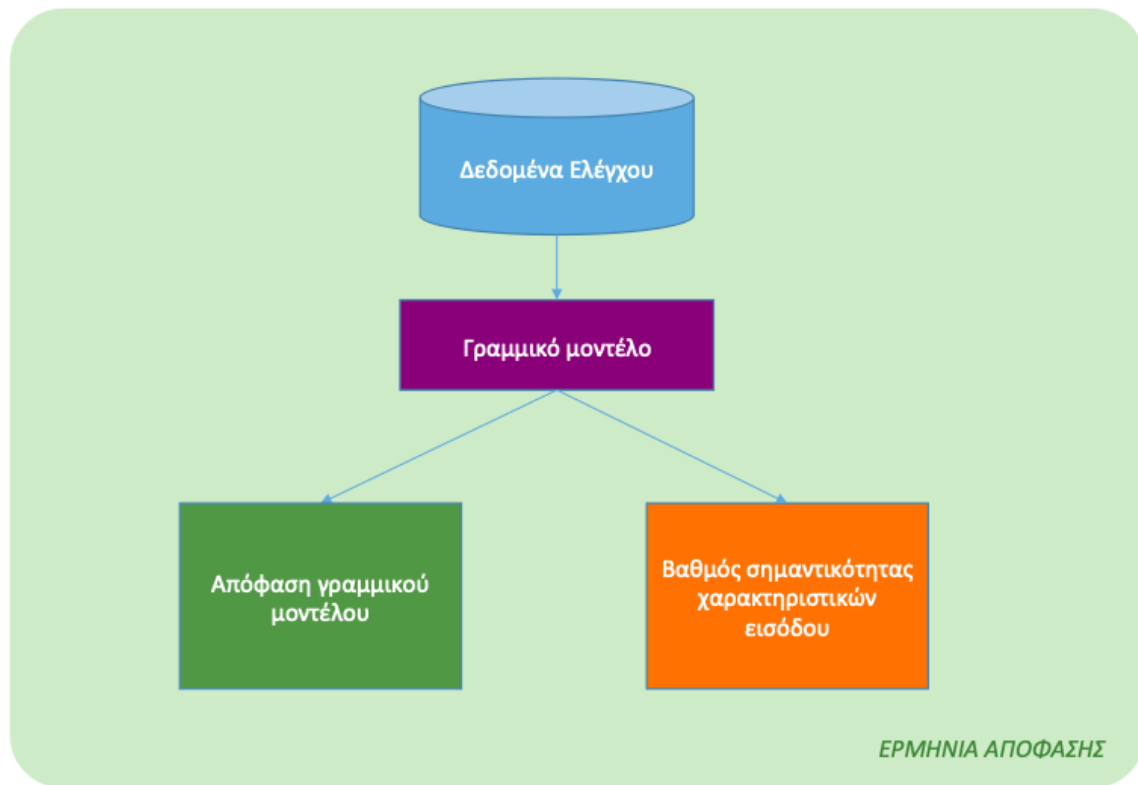 Δεδομένα Ελέγχου
Γραμμικό μοντέλο
Απόφαση γραμμικού
μοντέλου
Βαθμός σημαντικότητας
χαρακτηριστικών
εισόδου
ΕΡΜΗΝΙΑ ΑΠΟΦΑΣΗΣ